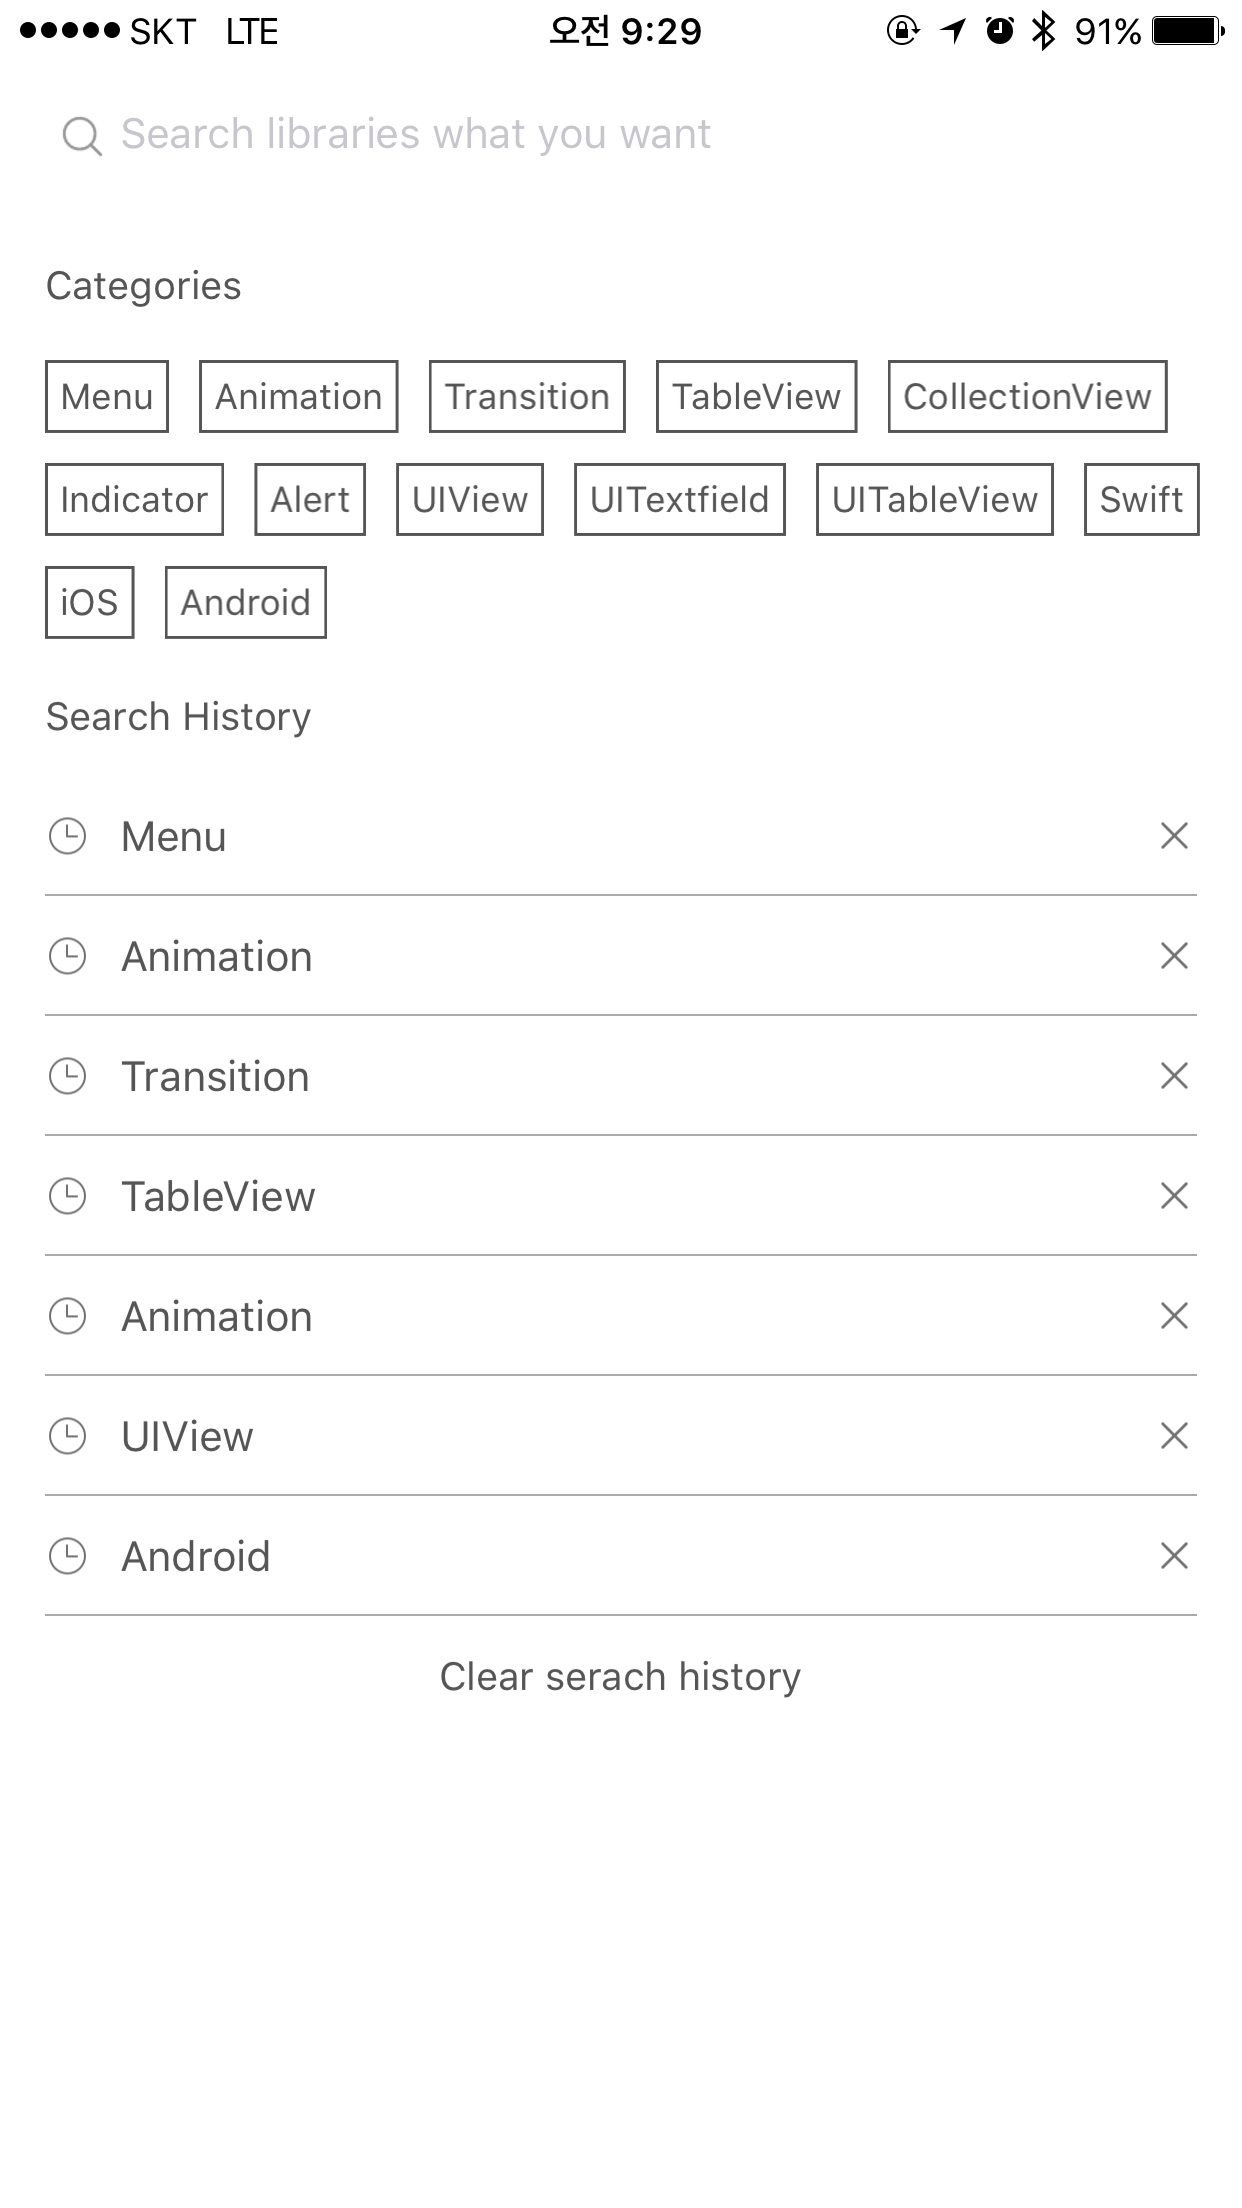 SKT LTE 오전 9:29 91%
Search libraries what you want
Categories
Menu Animation Transition TableView CollectionView
Indicator Alert UIView UITextfield UITableView Swift
iOS Android
Search History
Menu
Animation
Transition
TableView
Animation
UIView
Android
Clear serach history